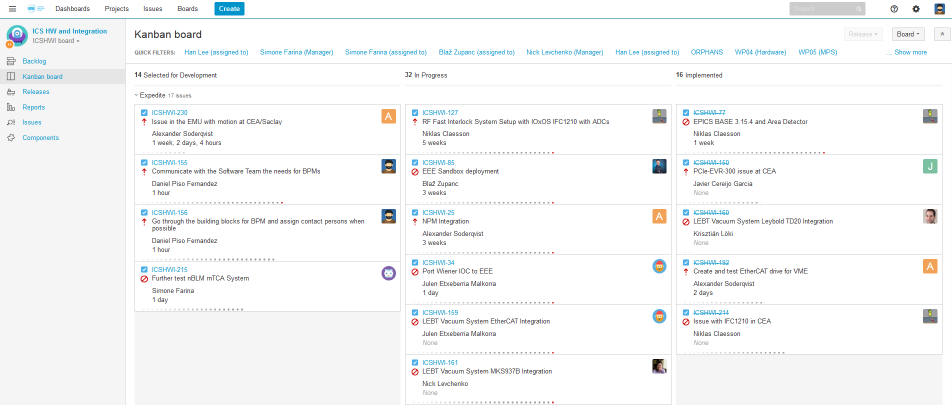 Dashboards Projects Issues Boards Create
Search
ICS HW and Integration
ICSHWI board
Backlog
Kanban board
Releases
Reports
Issues
Components
Kanban board
Release
Board
QUICK FILTERS: Han Lee (assigned to) Simone Farina (Manager) Simone Farina (assigned to) Blaž Zupanc (assigned to) Nick Levchenko (Manager) Han Lee (assigned to) ORPHANS WP04 (Hardware) WP05 (MPS) ... Show more
14 Selected for Development
32 In Progress
16 Implemented
Expedite 17 issues
ICSHWI-230
Issue in the EMU with motion at CEA/Saclay
Alexander Soderqvist
1 week, 2 days, 4 hours
A
ICSHWI-155
Communicate with the Software Team the needs for BPMs
Daniel Piso Fernandez
1 hour
ICSHWI-156
Go through the building blocks for BPM and assign contact persons when
possible
Daniel Piso Fernandez
1 hour
ICSHWI-215
Further test nBLM mTCA System
Simone Farina
1 day
ICSHWI-127
RF Fast Interlock System Setup with IOxOS IFC1210 with ADCs
Niklas Claesson
5 weeks
ICSHWI-85
EEE Sandbox deployment
Blaž Zupanc
3 weeks
ICSHWI-25
NPM Integration
Alexander Soderqvist
3 weeks
A
ICSHWI-34
Port Wiener IOC to EEE
Julen Etxeberria Malkorra
1 day
ICSHWI-159
LEBT Vacuum System EtherCAT Integration
Julen Etxeberria Malkorra
None
ICSHWI-161
LEBT Vacuum System MKS937B Integration
Nick Levchenko
None
ICSHWI-77
EPICS BASE 3.15.4 and Area Detector
Niklas Claesson
1 week
ICSHWI-150
PCIe-EVR-300 issue at CEA
Javier Cereijo Garcia
None
J
ICSHWI-160
LEBT Vacuum System Leybold TD20 Integration
Krisztián Löki
None
ICSHWI-192
Create and test EtherCAT drive for VME
Alexander Soderqvist
2 days
A
ICSHWI-214
Issue with IFC1210 in CEA
Niklas Claesson
None